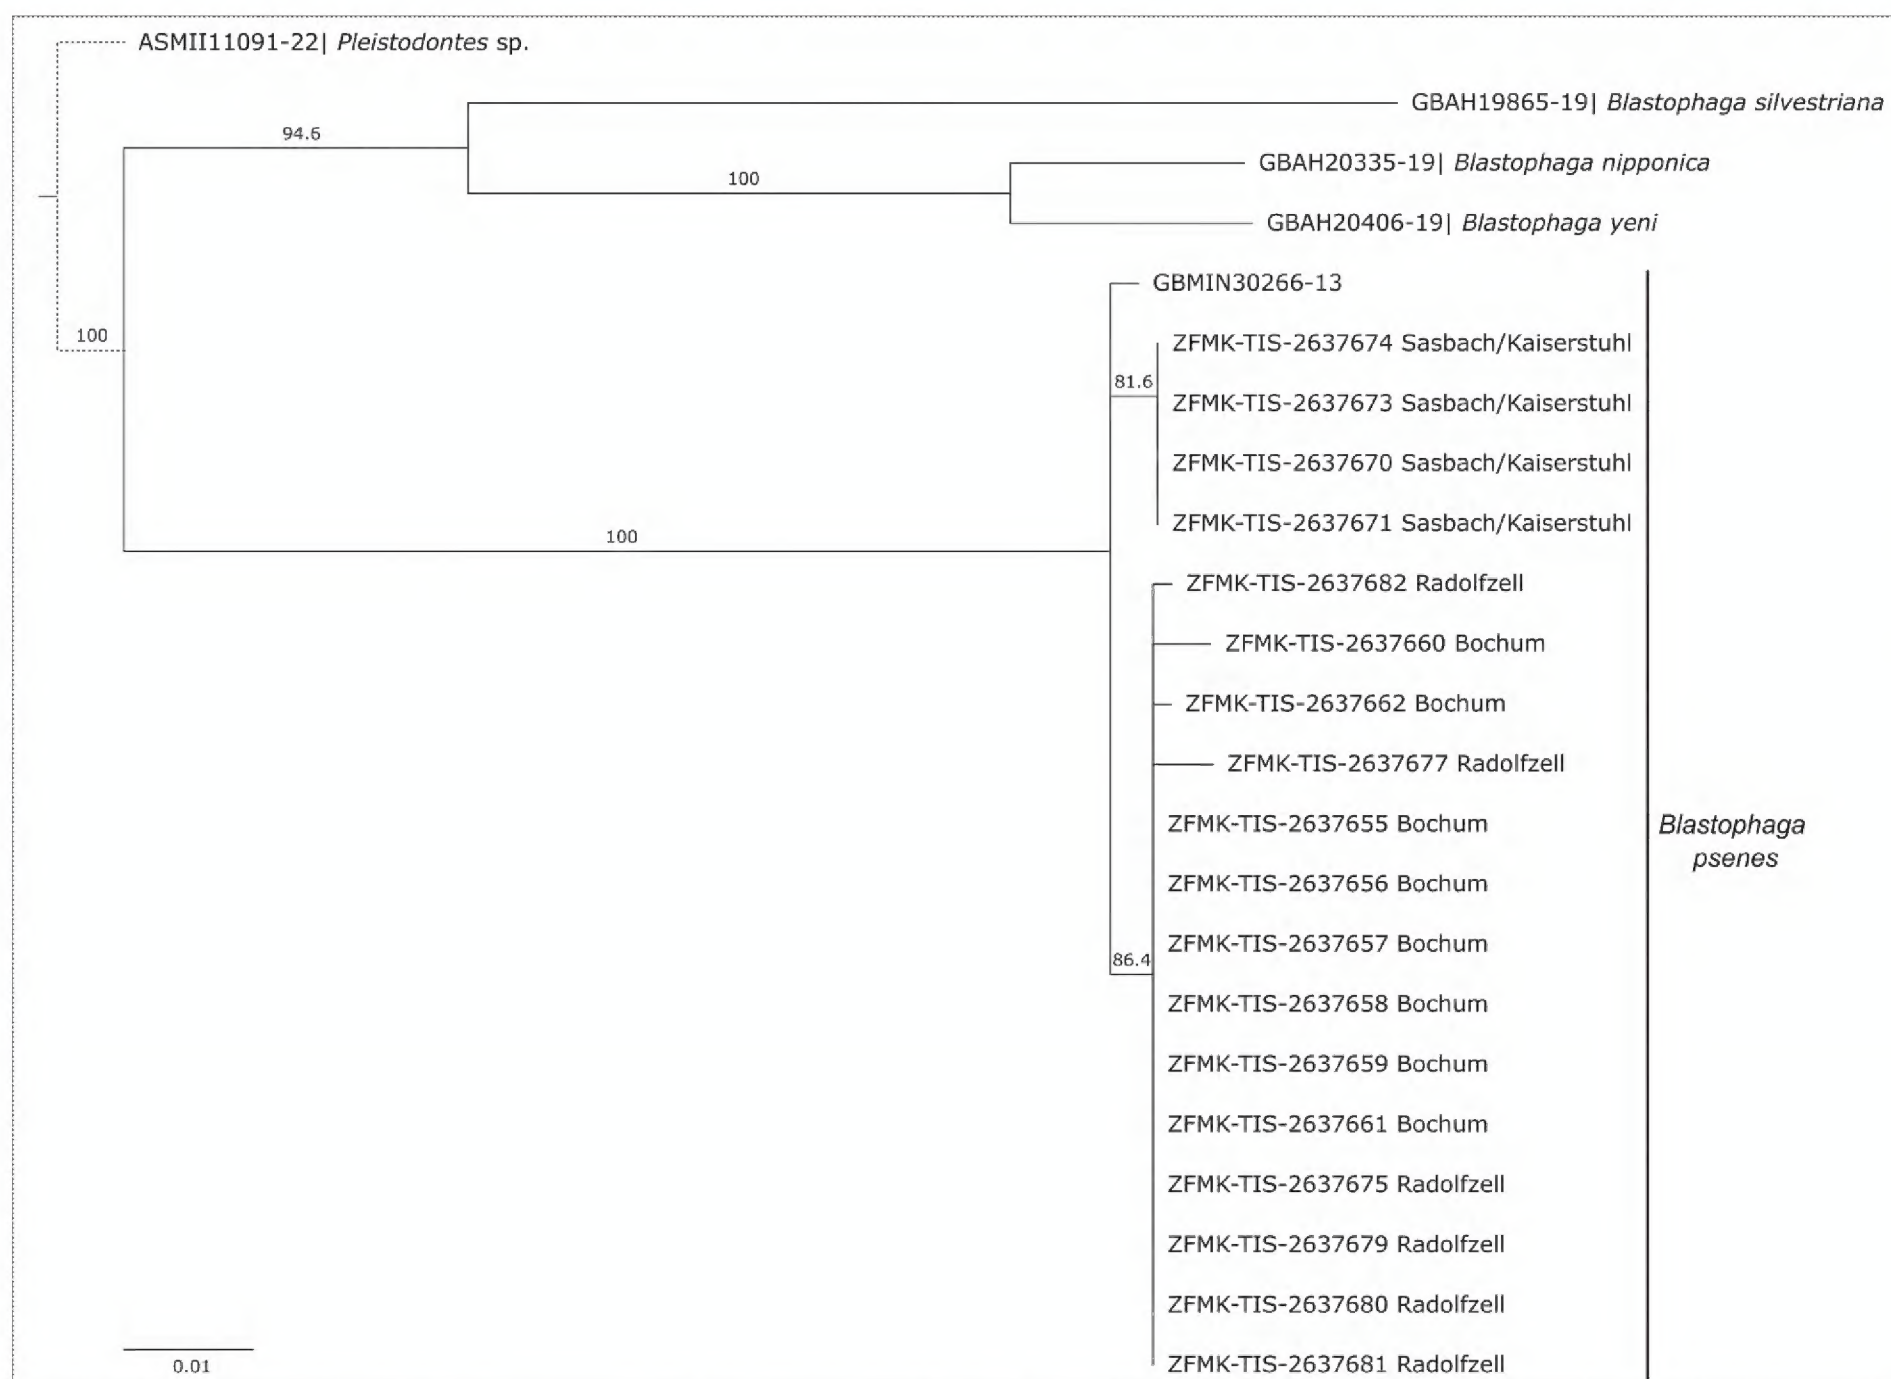 ASMII11091-22| Pleistodontes sp.
GBAH19865-19| Blastophaga silvestriana
94.6
GBAH20335-19| Blastophaga nipponica
100
GBAH20406-19| Blastophaga yeni
GBMIN30266-13
100
ZFMK-TIS-2637674 Sasbach/Kaiserstuhl
81.6
ZFMK-TIS-2637673 Sasbach/Kaiserstuhl
ZFMK-TIS-2637670 Sasbach/Kaiserstuhl
ZFMK-TIS-2637671 Sasbach/Kaiserstuhl
100
ZFMK-TIS-2637682 Radolfzell
ZFMK-TIS-2637660 Bochum
ZFMK-TIS-2637662 Bochum
ZFMK-TIS-2637677 Radolfzell
ZFMK-TIS-2637655 Bochum
Blastophaga
psenes
ZFMK-TIS-2637656 Bochum
ZFMK-TIS-2637657 Bochum
86.4
ZFMK-TIS-2637658 Bochum
ZFMK-TIS-2637659 Bochum
ZFMK-TIS-2637661 Bochum
ZFMK-TIS-2637675 Radolfzell
ZFMK-TIS-2637679 Radolfzell
ZFMK-TIS-2637680 Radolfzell
ZFMK-TIS-2637681 Radolfzell
0.01